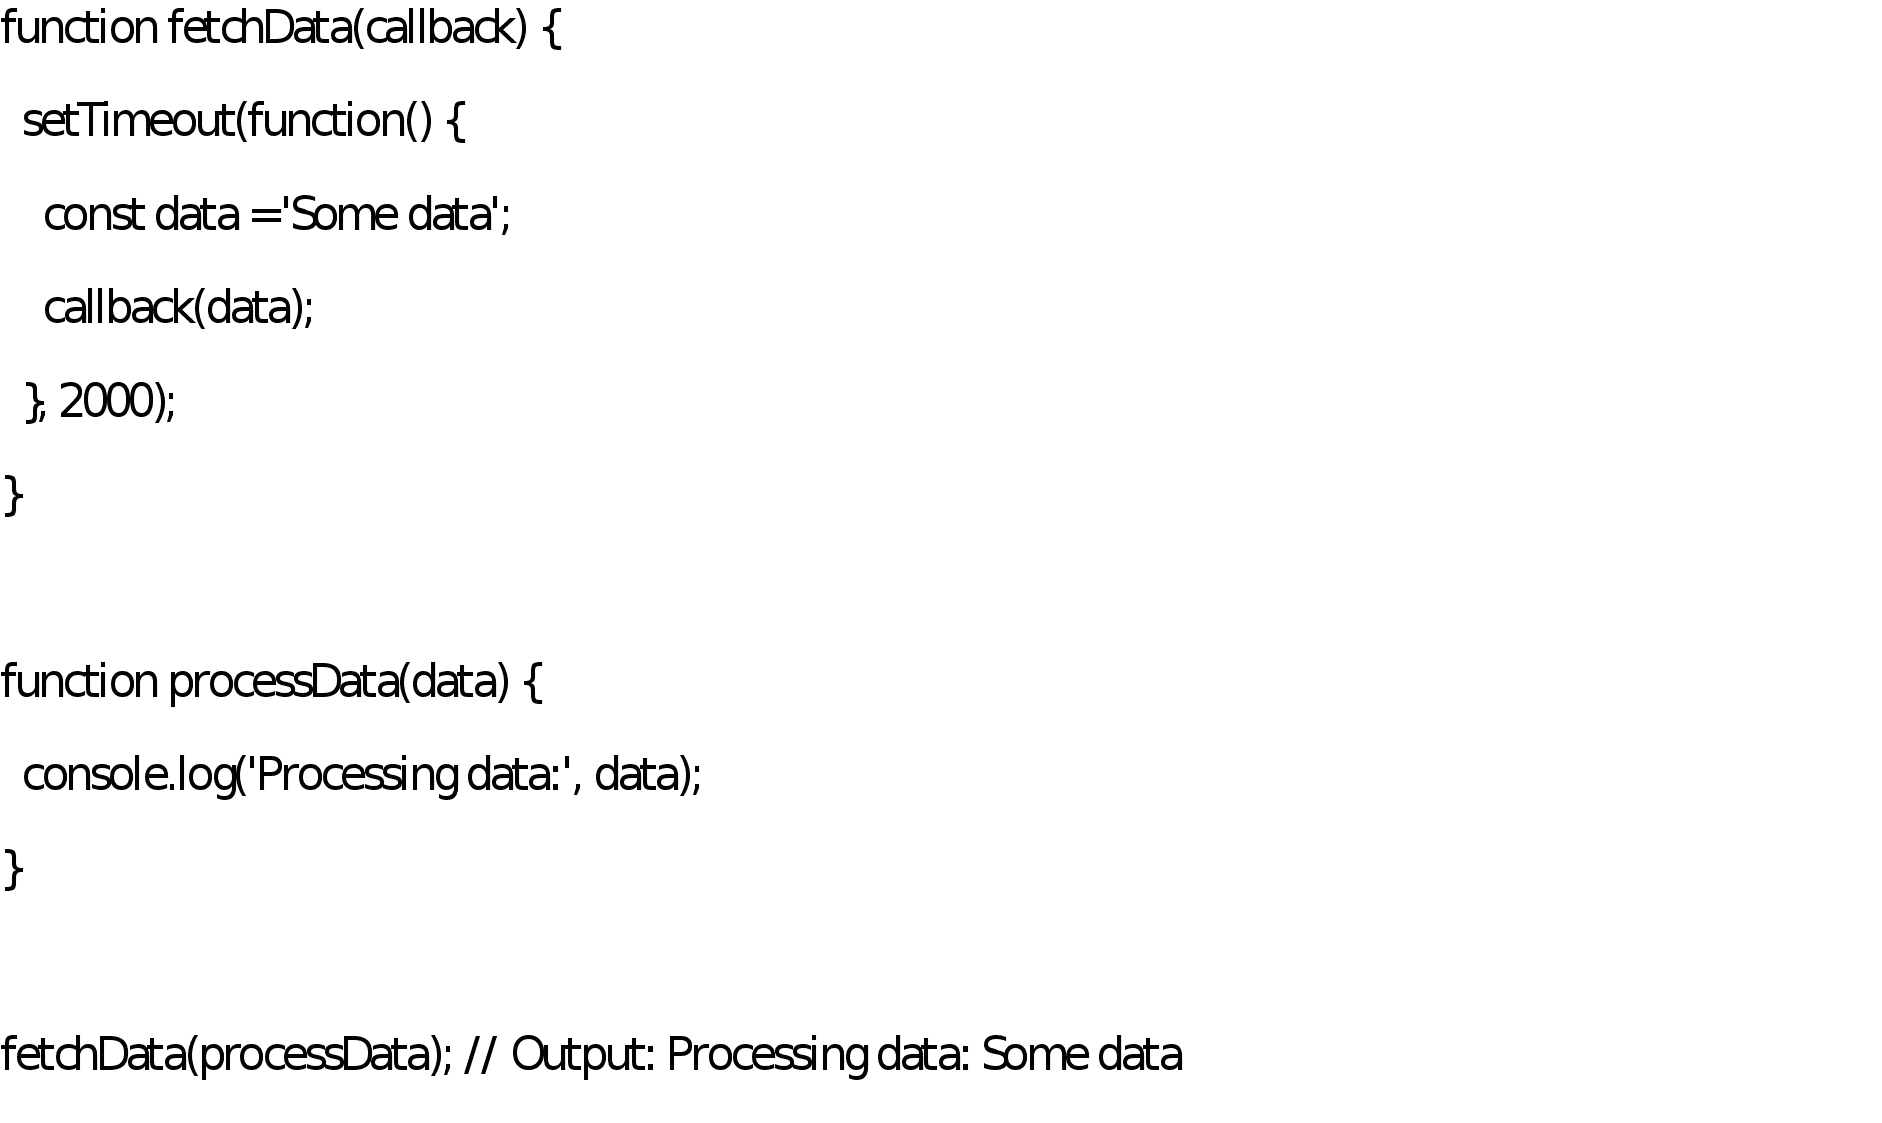 function fetchData(callback) {
  setTimeout(function() {
    const data ='Some data';
    callback(data);
  }, 2000);
}

function processData(data) {
  console.log('Processing data:', data);
}

fetchData(processData); // Output: Processing data: Some data